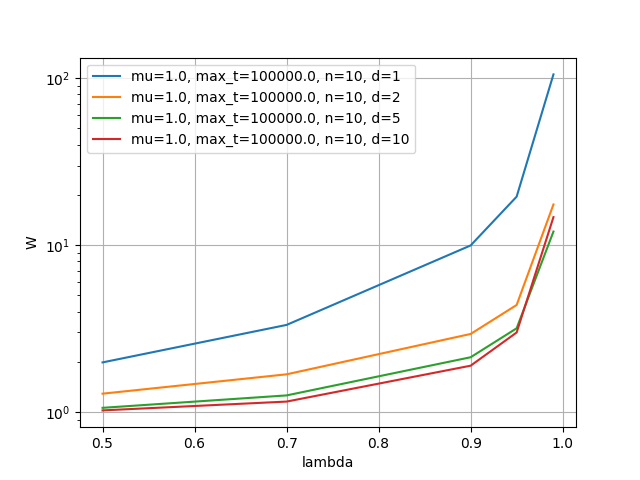 mu=1.0, max_t=100000.0, n=10, d=1
mu=1.0, max_t=100000.0, n=10, d=2
mu=1.0, max_t=100000.0, n=10, d=5
mu=1.0, max_t=100000.0, n=10, d=10
10²
10¹
10⁰
W
0.5 0.6 0.7 0.8 0.9 1.0
lambda